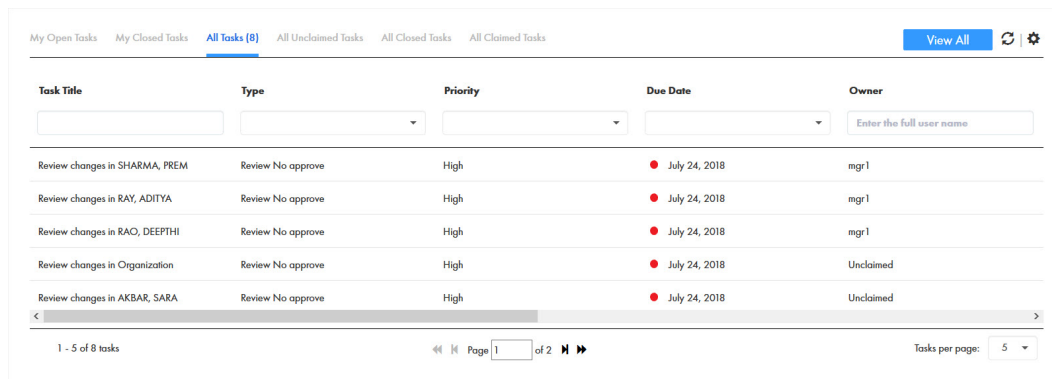 My Open Tasks My Closed Tasks All Tasks (8) All Unclaimed Tasks All Closed Tasks All Claimed Tasks View All
Task Title Type Priority Due Date Owner
Enter the full user name
Review changes in SHARMA, PREM Review No approve High July 24, 2018 mgr1
Review changes in RAY, ADITYA Review No approve High July 24, 2018 mgr1
Review changes in RAO, DEEPTHI Review No approve High July 24, 2018 mgr1
Review changes in Organization Review No approve High July 24, 2018 Unclaimed
Review changes in AKBAR, SARA Review No approve High July 24, 2018 Unclaimed
1 - 5 of 8 tasks Page 1 of 2 Tasks per page: 5